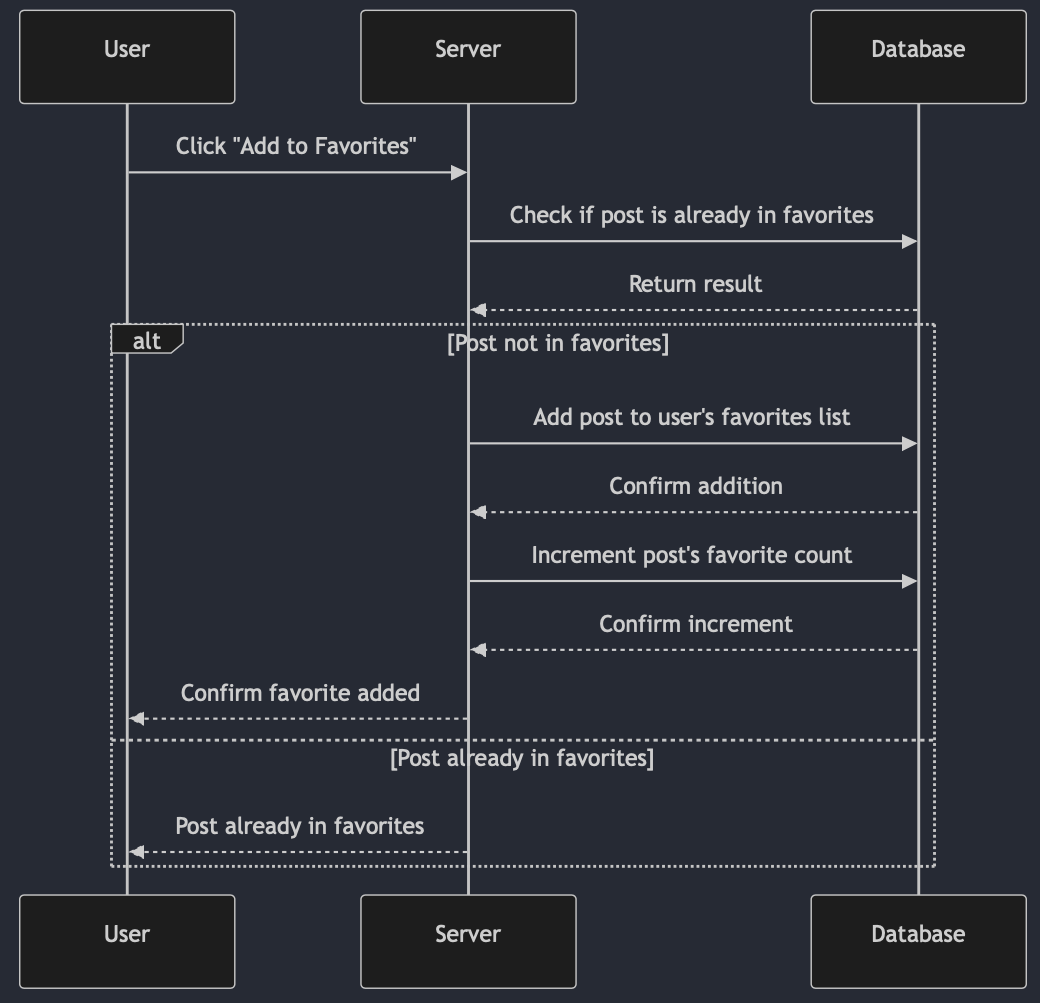 User
Server
Database
Click "Add to Favorites"
Check if post is already in favorites
Return result
alt
[Post not in favorites]
Add post to user's favorites list
Confirm addition
Increment post's favorite count
Confirm increment
Confirm favorite added
[Post already in favorites]
Post already in favorites
User
Server
Database